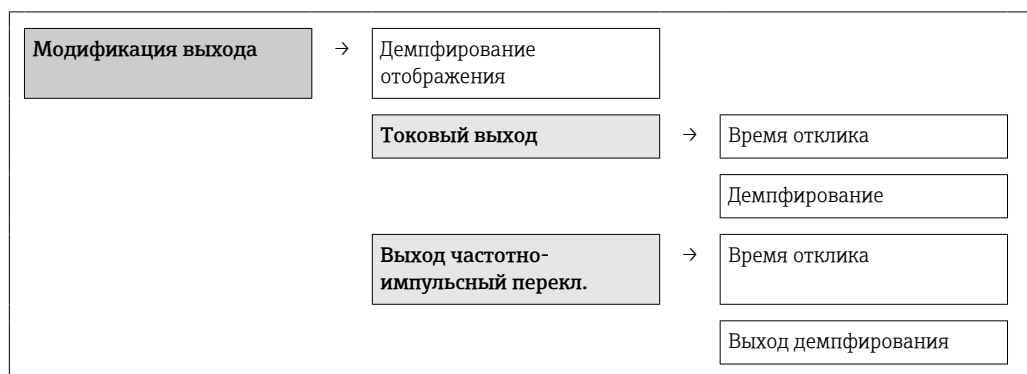 Модификация выхода → Демпфирование
отображения
Токовый выход → Время отклика
Демпфирование
Выход частотно- → Время отклика
импульсный перекл.
Выход демпфирования